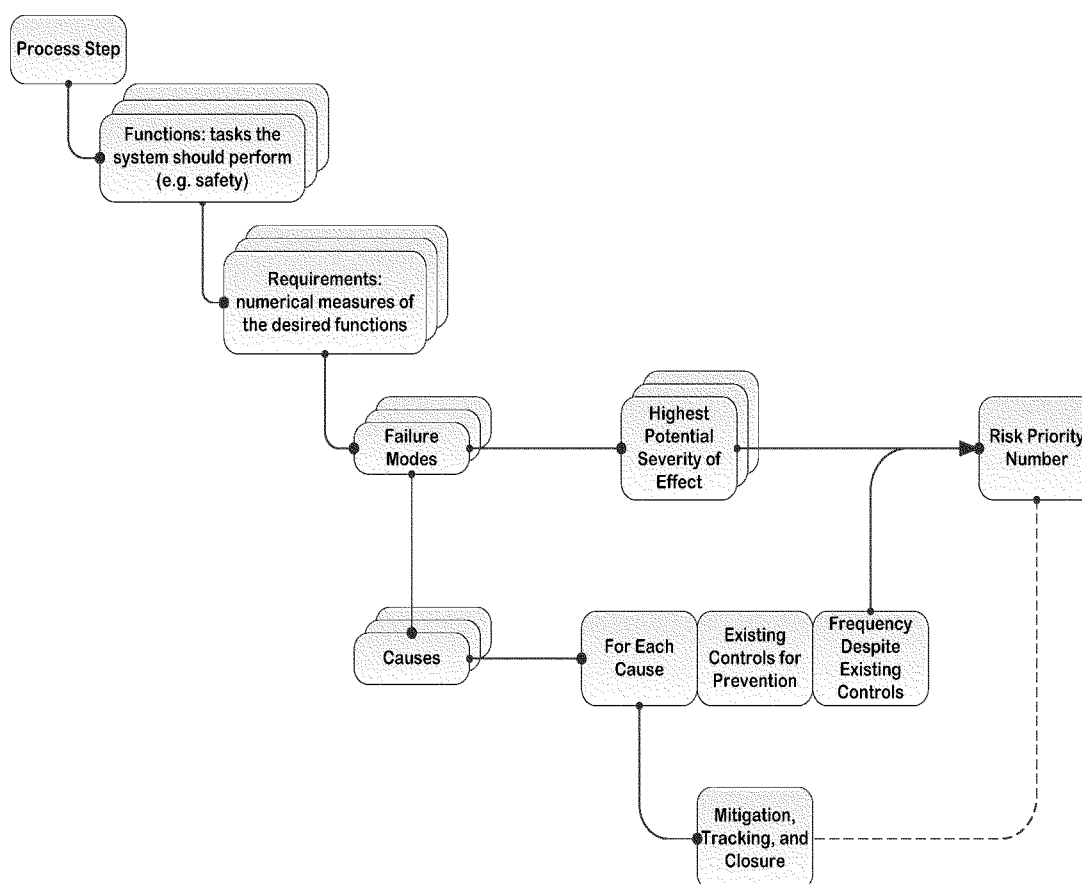 Process Step
Functions: tasks the
system should perform
(e.g. safety)
Requirements:
numerical measures of
the desired functions
Failure
Modes
Highest
Potential
Severity of
Effect
Risk Priority
Number
Causes
For Each
Cause
Existing
Controls for
Prevention
Frequency
Despite
Existing
Controls
Mitigation,
Tracking, and
Closure